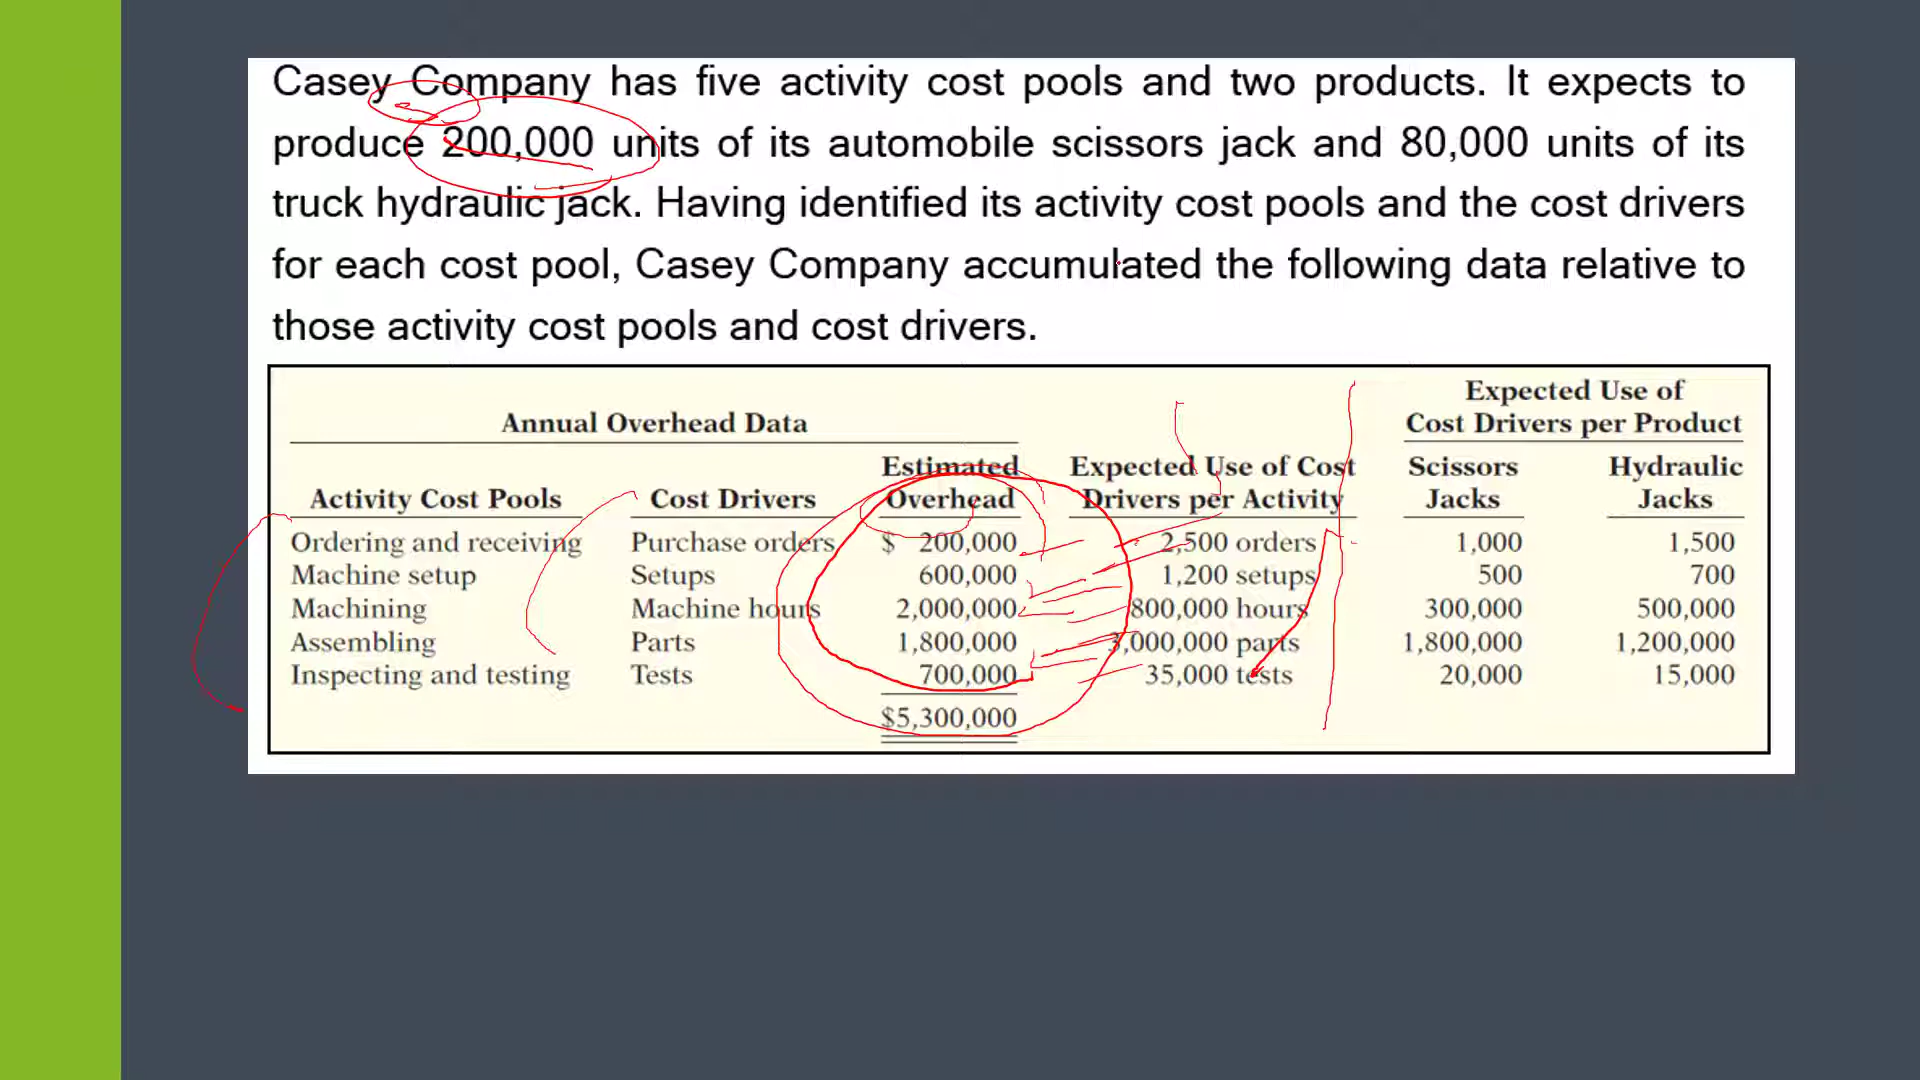 Casey Company has five activity cost pools and two products. It expects to
produce 200,000 units of its automobile scissors jack and 80,000 units of its
truck hydraulic jack. Having identified its activity cost pools and the cost drivers
for each cost pool, Casey Company accumulated the following data relative to
those activity cost pools and cost drivers.
Expected Use of
Annual Overhead Data Cost Drivers per Product
Estimated Expected Use of Cost Scissors Hydraulic
Activity Cost Pools Cost Drivers Overhead Drivers per Activity Jacks Jacks
Ordering and receiving Purchase orders $ 200,000 2,500 orders 1,000 1,500
Machine setup Setups 600,000 1,200 setups 500 700
Machining Machine hours 2,000,000 800,000 hours 300,000 500,000
Assembling Parts 1,800,000 3,000,000 parts 1,800,000 1,200,000
Inspecting and testing Tests 700,000 35,000 tests 20,000 15,000
$5,300,000